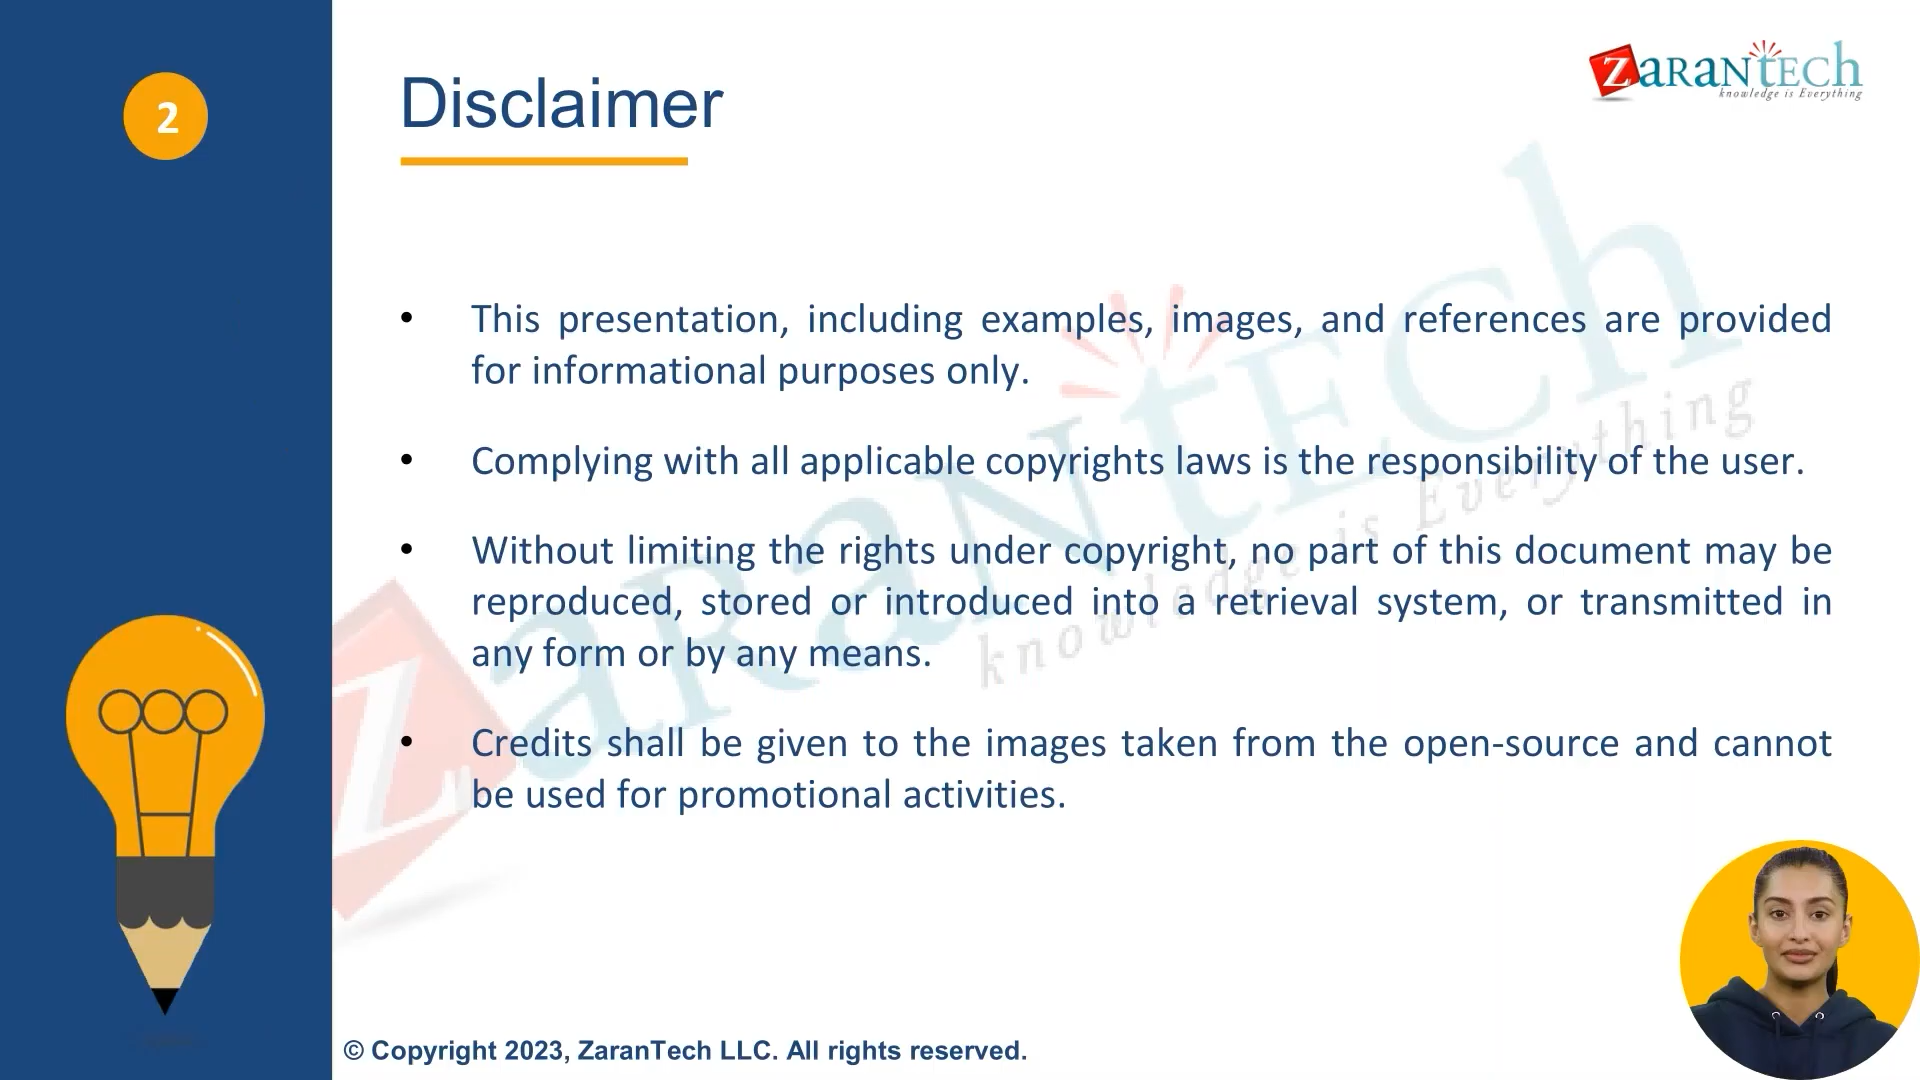 2
Disclaimer
ZaranTech
knowledge is Everything
• This presentation, including examples, images, and references are provided
for informational purposes only.
• Complying with all applicable copyrights laws is the responsibility of the user.
• Without limiting the rights under copyright, no part of this document may be
reproduced, stored or introduced into a retrieval system, or transmitted in
any form or by any means.
• Credits shall be given to the images taken from the open-source and cannot
be used for promotional activities.
ZaranTech
knowledge is Everything
© Copyright 2023, ZaranTech LLC. All rights reserved.